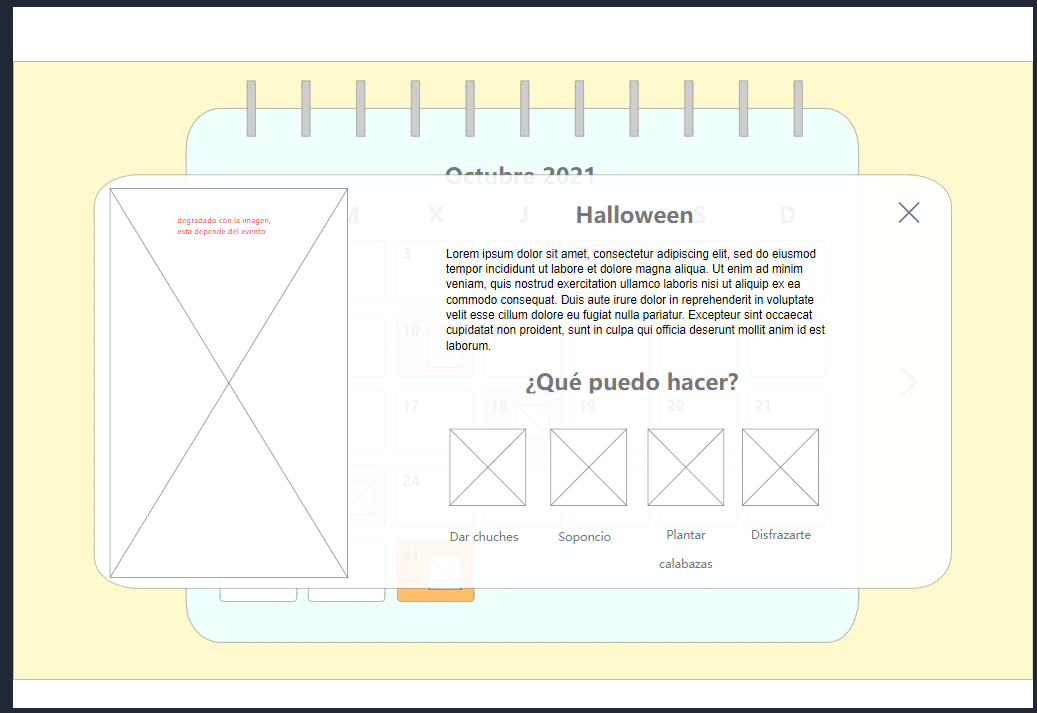 Octubre 2021
M X J S D
degradado con la imagen,
esta depende del evento
Halloween
Lorem ipsum dolor sit amet, consectetur adipiscing elit, sed do eiusmod
tempor incididunt ut labore et dolore magna aliqua. Ut enim ad minim
veniam, quis nostrud exercitation ullamco laboris nisi ut aliquip ex ea
commodo consequat. Duis aute irure dolor in reprehenderit in voluptate
velit esse cillum dolore eu fugiat nulla pariatur. Excepteur sint occaecat
cupidatat non proident, sunt in culpa qui officia deserunt mollit anim id est
laborum.
3
10
¿Qué puedo hacer?
17 18 19 20 21
24
Dar chuches
Soponcio
Plantar
calabazas
Disfrazarte
31